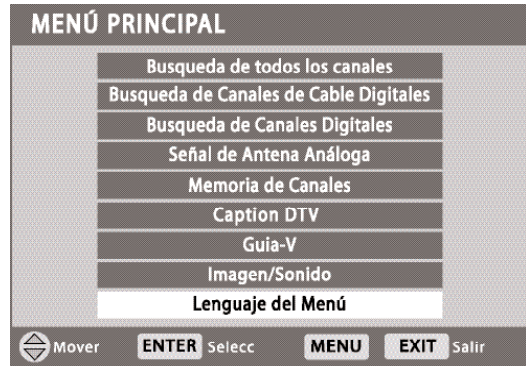 MENÚ PRINCIPAL
Busqueda de todos los canales
Busqueda de Canales de Cable Digitales
Busqueda de Canales Digitales
Señal de Antena Análoga
Memoria de Canales
Caption DTV
Guia-V
Imagen/Sonido
Lenguaje del Menú
Mover ENTER Selecc MENU EXIT Salir